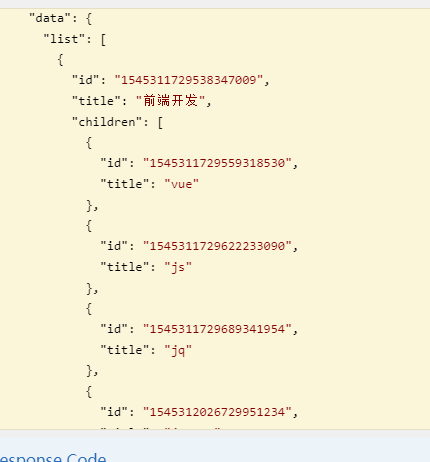 "data": {
"list": [
{
"id": "1545311729538347009",
"title": "前端开发",
"children": [
{
"id": "1545311729559318530",
"title": "vue"
},
{
"id": "1545311729622233090",
"title": "js"
},
{
"id": "1545311729689341954",
"title": "jq"
},
{
"id": "1545312026729951234",
esponse Code